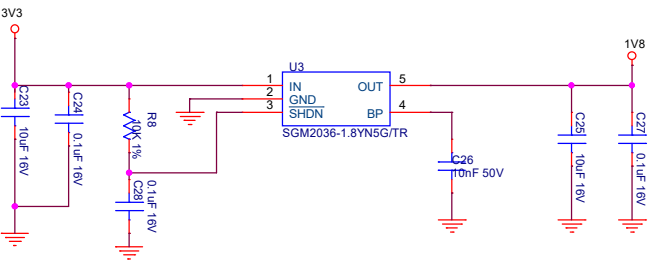 3V3
1V8
U3
1 IN OUT 5
2 GND
3 SHDN BP 4
SGM2036-1.8YN5G/TR
C23
10uF 16V
C24
0.1uF 16V
R8
10K 1%
C28
0.1uF 16V
C26
10nF 50V
C25
10uF 16V
C27
0.1uF 16V